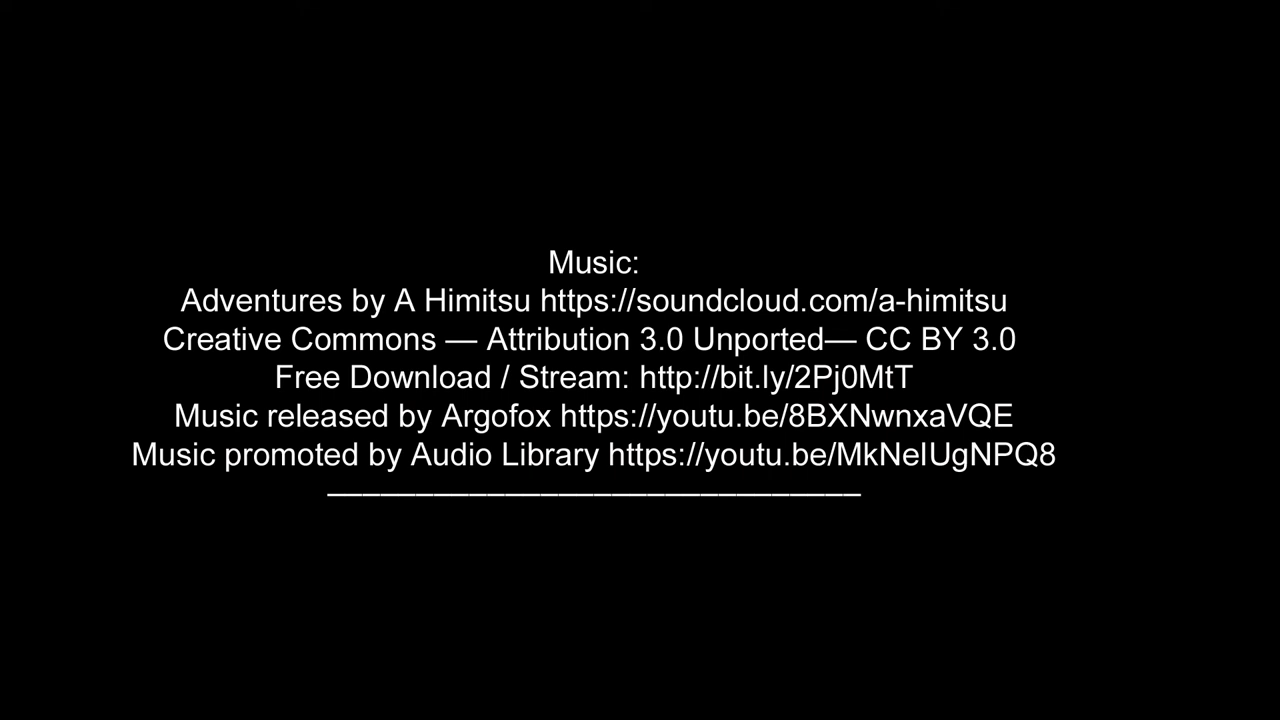 Music:
Adventures by A Himitsu https://soundcloud.com/a-himitsu
Creative Commons — Attribution 3.0 Unported— CC BY 3.0
Free Download / Stream: http://bit.ly/2Pj0MtT
Music released by Argofox https://youtu.be/8BXNwnxaVQE
Music promoted by Audio Library https://youtu.be/MkNeIUgNPQ8